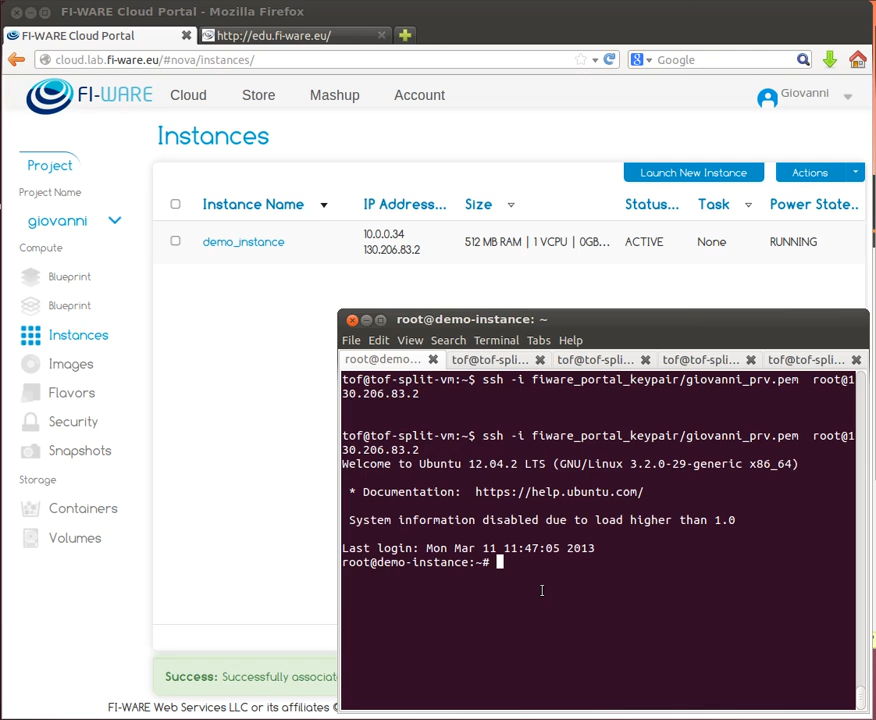 FI-WARE Cloud Portal - Mozilla Firefox
FI-WARE Cloud Portal
http://edu.fi-ware.eu/
cloud.lab.fi-ware.eu/#nova/instances/
Google
FI-WARE
Cloud
Store
Mashup
Account
Giovanni
Instances
Project
Project Name
giovanni
Compute
Blueprint
Blueprint
Instances
Images
Flavors
Security
Snapshots
Storage
Containers
Volumes
Launch New Instance
Actions
Instance Name
IP Address...
Size
Status...
Task
Power State..
demo_instance
10.0.0.34
130.206.83.2
512 MB RAM | 1 VCPU | 0GB...
ACTIVE
None
RUNNING
root@demo-instance: ~
File Edit View Search Terminal Tabs Help
root@demo...
tof@tof-spli...
tof@tof-spli...
tof@tof-spli...
tof@tof-spli...
tof@tof-split-vm:~$ ssh -i fiware_portal_keypair/giovanni_prv.pem  root@1
30.206.83.2
tof@tof-split-vm:~$ ssh -i fiware_portal_keypair/giovanni_prv.pem  root@1
30.206.83.2
Welcome to Ubuntu 12.04.2 LTS (GNU/Linux 3.2.0-29-generic x86_64)
* Documentation:  https://help.ubuntu.com/
System information disabled due to load higher than 1.0
Last login: Mon Mar 11 11:47:05 2013
root@demo-instance:~#
Success: Successfully associat
FI-WARE Web Services LLC or its affiliates ©